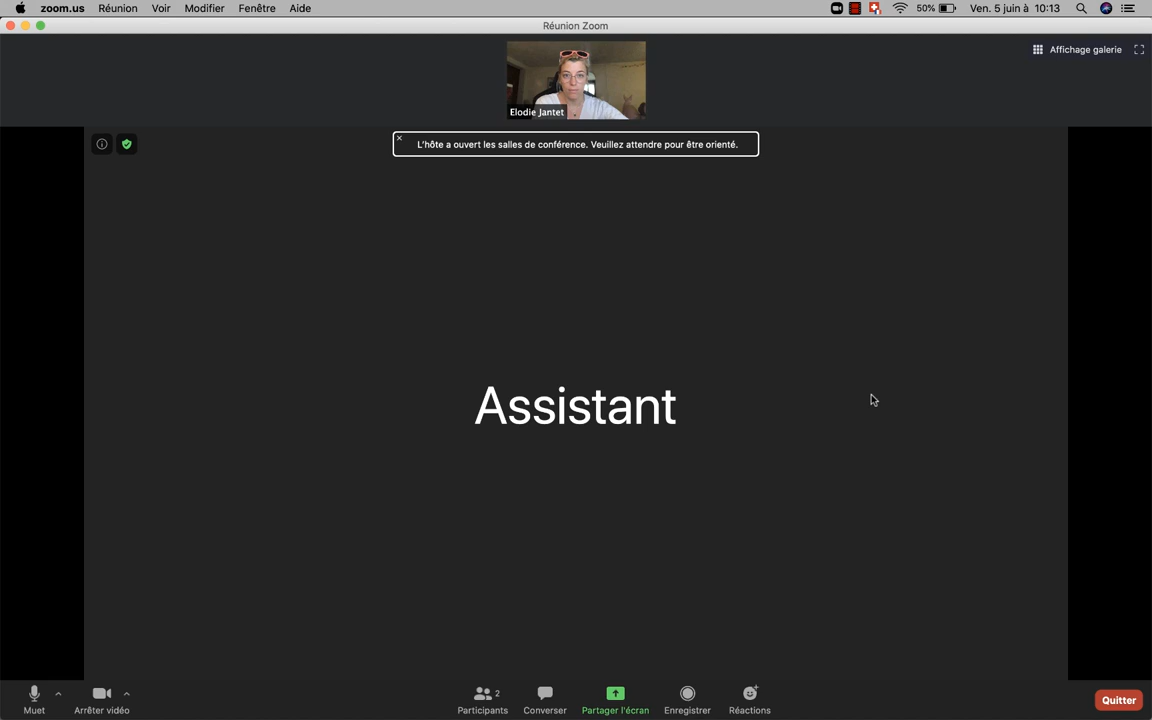 zoom.us Réunion Voir Modifier Fenêtre Aide 50% Ven. 5 juin à 10:13
Réunion Zoom
Affichage galerie
Elodie Jantet
L'hôte a ouvert les salles de conférence. Veuillez attendre pour être orienté.
Assistant
Muet Arrêter vidéo Participants 2 Converser Partager l'écran Enregistrer Réactions Quitter